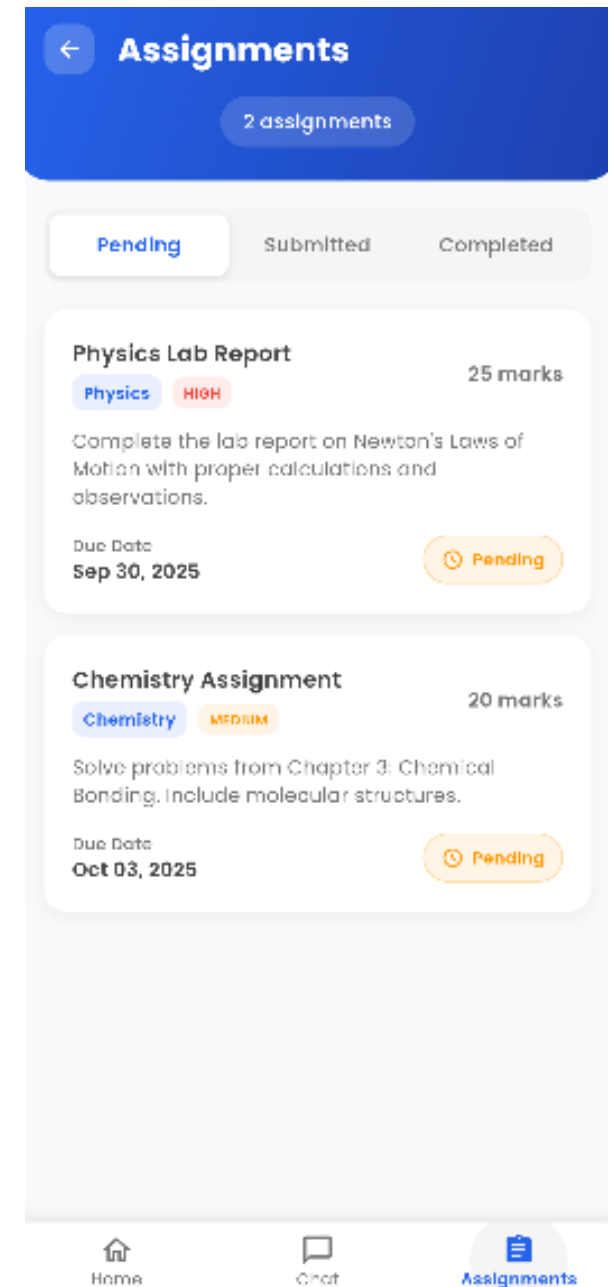 Assignments
2 assignments
Pending Submitted Completed
Physics Lab Report
25 marks
Physics HIGH
Complete the lab report on Newton's Laws of
Motion with proper calculations and
observations.
Due Date
Sep 30, 2025
Pending
Chemistry Assignment
20 marks
Chemistry MEDIUM
Solve problems from Chapter 3: Chemical
Bonding. Include molecular structures.
Due Date
Oct 03, 2025
Pending
Home Chat Assignments